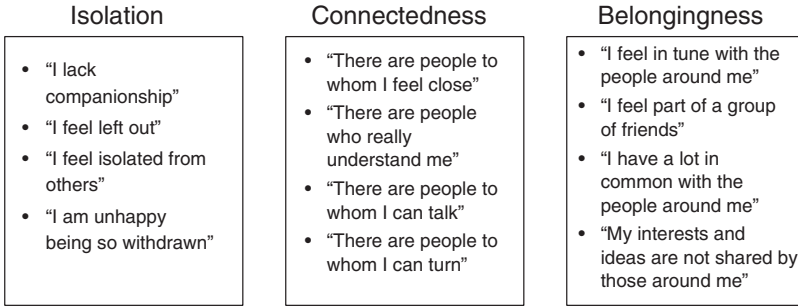 Isolation
• “I lack
companionship”
• “I feel left out”
• “I feel isolated from
others”
• “I am unhappy
being so withdrawn”
Connectedness
• “There are people to
whom I feel close”
• “There are people
who really
understand me”
• “There are people to
whom I can talk”
• “There are people to
whom I can turn”
Belongingness
• “I feel in tune with the
people around me”
• “I feel part of a group
of friends”
• “I have a lot in
common with the
people around me”
• “My interests and
ideas are not shared by
those around me”